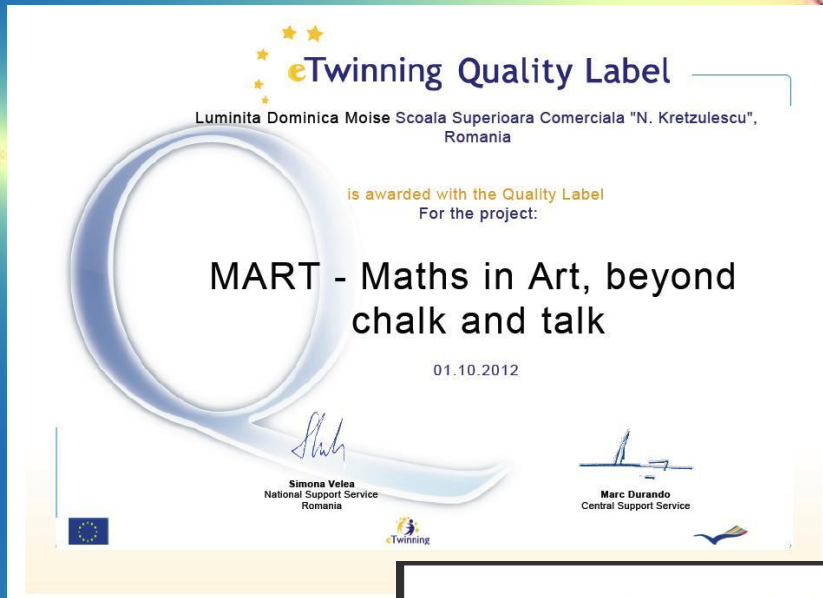 eTwinning Quality Label
Luminita Dominica Moise Scoala Superioara Comerciala "N. Kretzulescu",
Romania
is awarded with the Quality Label
For the project:
MART - Maths in Art, beyond
chalk and talk
01.10.2012
Simona Velea
National Support Service
Romania
Marc Durando
Central Support Service
eTwinning